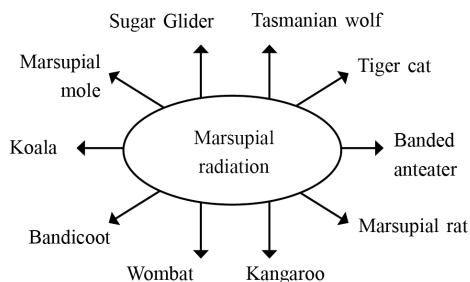 Sugar Glider
Tasmanian wolf
Marsupial
mole
Tiger cat
Koala
Marsupial
radiation
Banded
anteater
Bandicoot
Marsupial rat
Wombat
Kangaroo